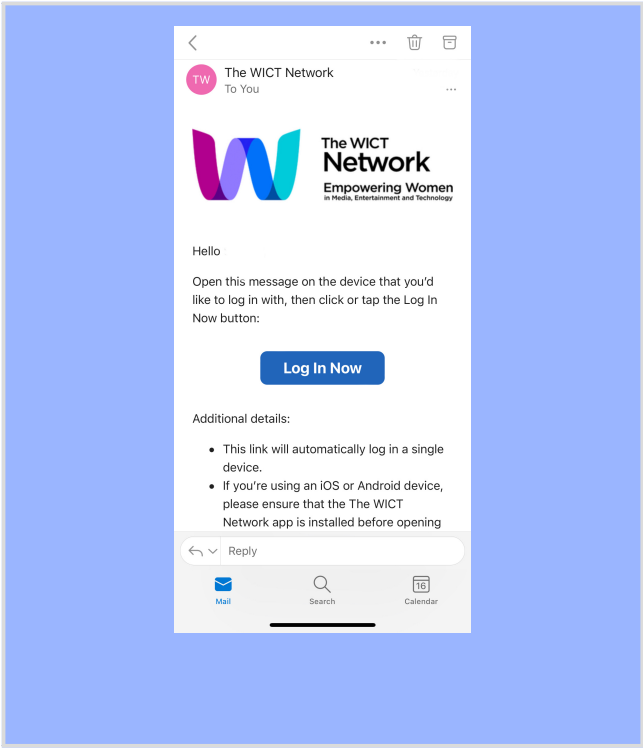 TW
The WICT Network
To You
The WICT
Network
Empowering Women
in Media, Entertainment and Technology
Hello
Open this message on the device that you’d
like to log in with, then click or tap the Log In
Now button:
Log In Now
Additional details:
This link will automatically log in a single
device.
If you’re using an iOS or Android device,
please ensure that the The WICT
Network app is installed before opening
Reply
Mail
Search
16
Calendar